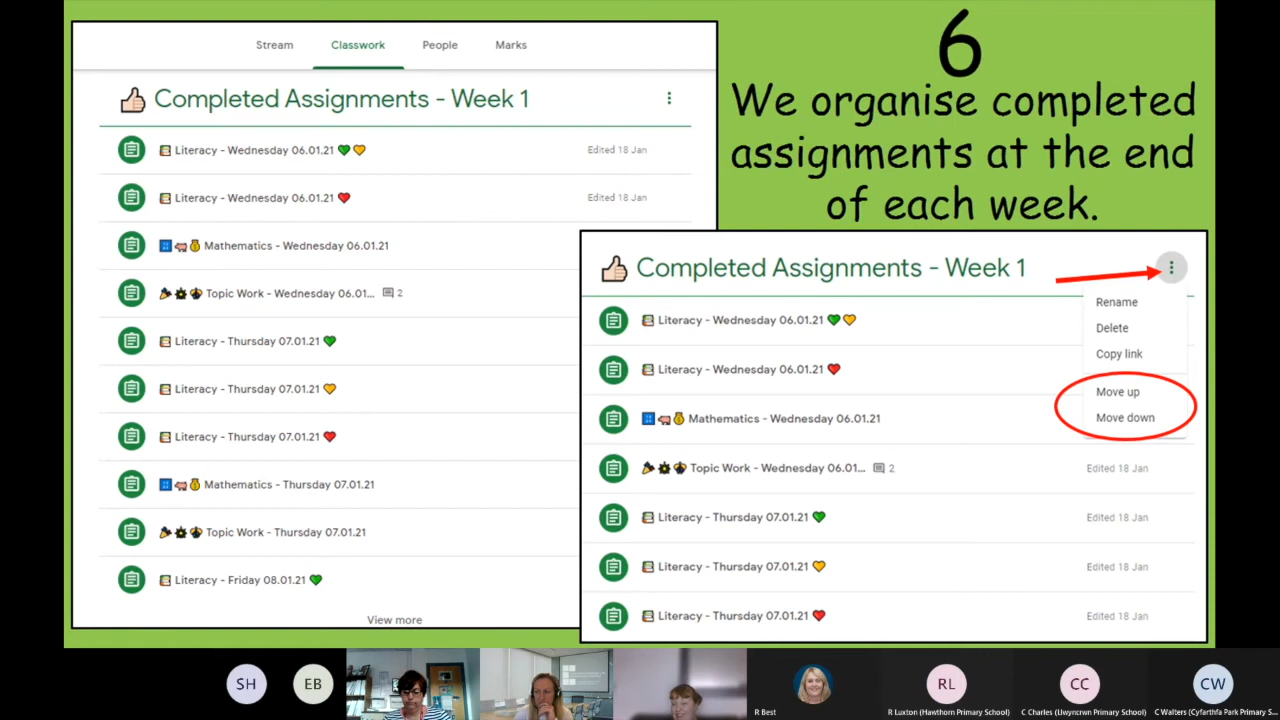 6
We organise completed
assignments at the end
of each week.
Stream Classwork People Marks
Completed Assignments - Week 1
Literacy - Wednesday 06.01.21 Edited 18 Jan
Literacy - Wednesday 06.01.21 Edited 18 Jan
Mathematics - Wednesday 06.01.21
Topic Work - Wednesday 06.01... 2
Literacy - Thursday 07.01.21
Literacy - Thursday 07.01.21
Literacy - Thursday 07.01.21
Mathematics - Thursday 07.01.21
Topic Work - Thursday 07.01.21
Literacy - Friday 08.01.21
View more
Completed Assignments - Week 1
Rename
Delete
Copy link
Move up
Move down
Literacy - Wednesday 06.01.21
Literacy - Wednesday 06.01.21
Mathematics - Wednesday 06.01.21
Topic Work - Wednesday 06.01... 2 Edited 18 Jan
Literacy - Thursday 07.01.21 Edited 18 Jan
Literacy - Thursday 07.01.21 Edited 18 Jan
Literacy - Thursday 07.01.21 Edited 18 Jan
SH EB RL CC CW
R Best R Luxton (Hawthorn Primary School) C Charles (Llwyncrwn Primary School) C Walters (Cyfarthfa Park Primary S...